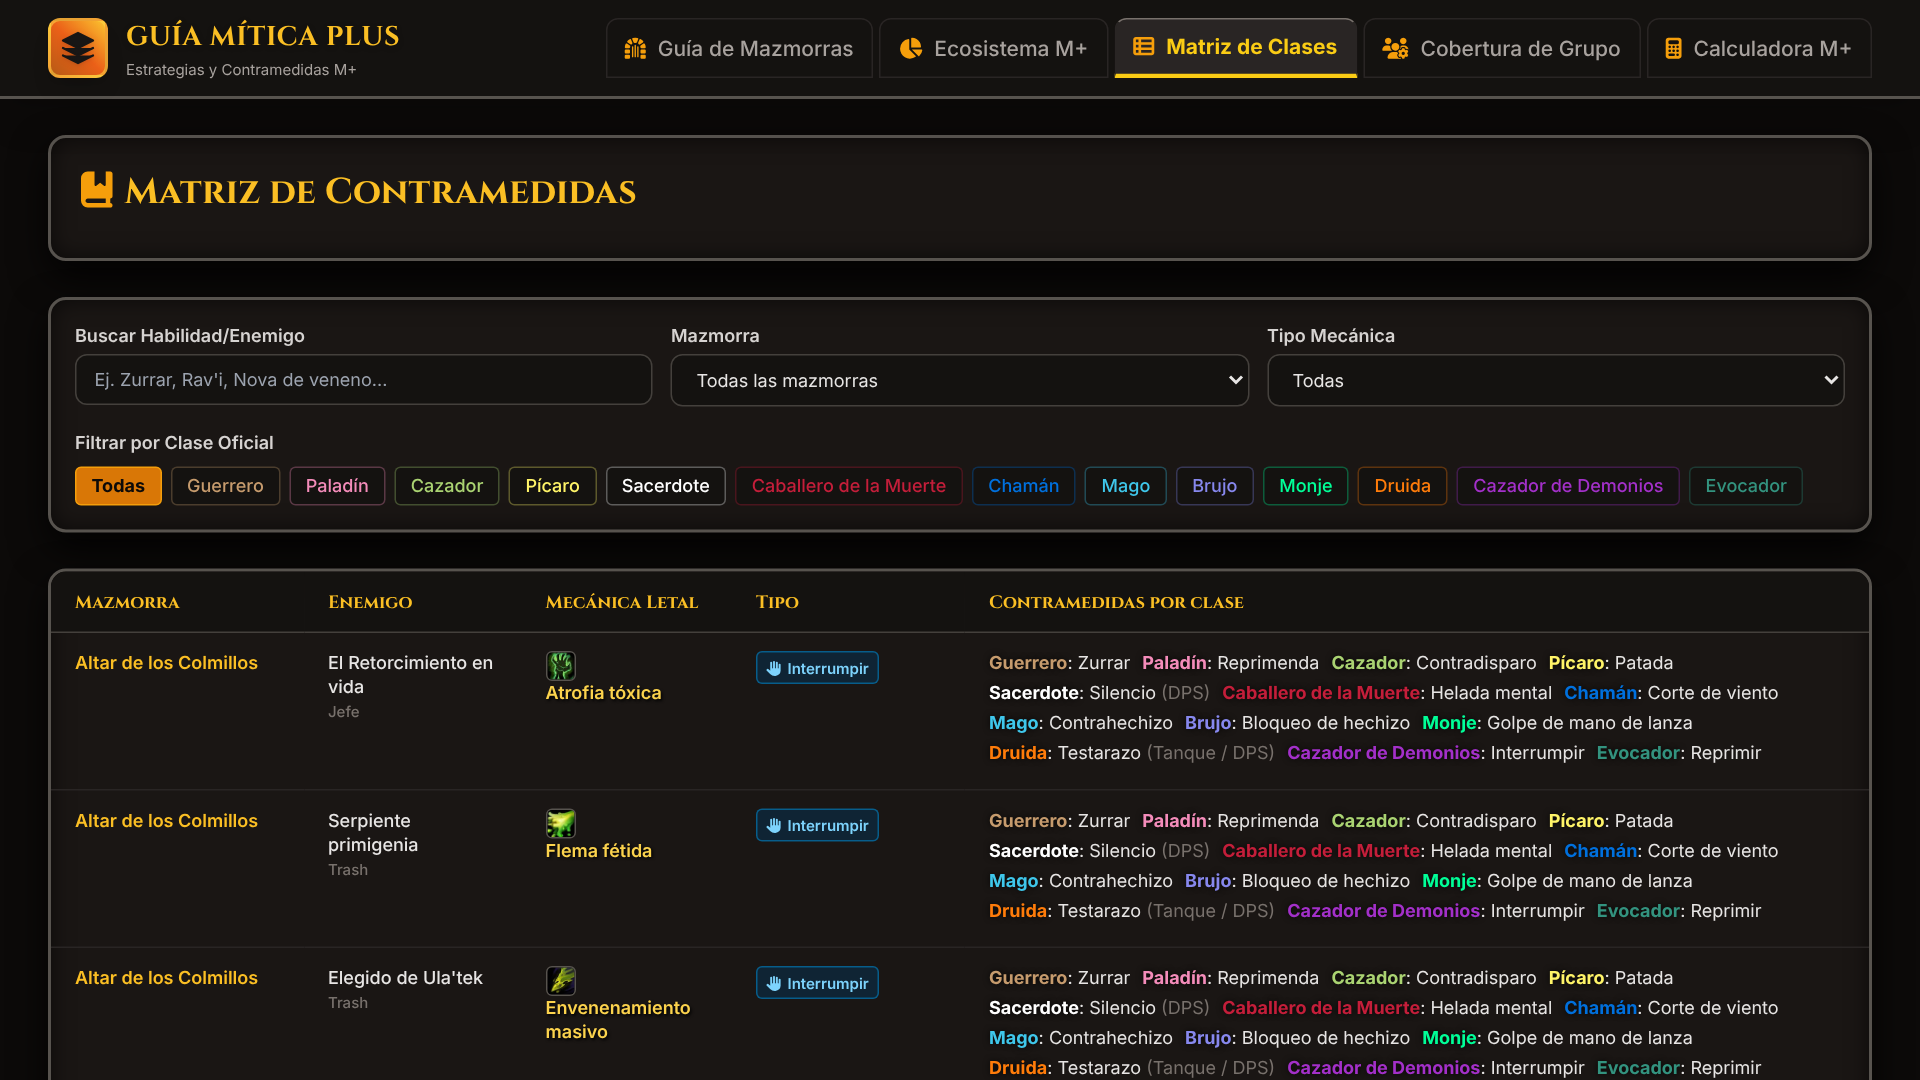 GUÍA MÍTICA PLUS
Estrategias y Contramedidas M+
Guía de Mazmorras
Ecosistema M+
Matriz de Clases
Cobertura de Grupo
Calculadora M+
Matriz de Contramedidas
Buscar Habilidad/Enemigo
Ej. Zurrar, Rav'i, Nova de veneno...
Mazmorra
Todas las mazmorras
Tipo Mecánica
Todas
Filtrar por Clase Oficial
Todas
Guerrero
Paladín
Cazador
Pícaro
Sacerdote
Caballero de la Muerte
Chamán
Mago
Brujo
Monje
Druida
Cazador de Demonios
Evocador
Mazmorra
Enemigo
Mecánica Letal
Tipo
Contramedidas por clase
Altar de los Colmillos
El Retorcimiento en
vida
Jefe
Atrofia tóxica
Interrumpir
Guerrero: Zurrar Paladín: Reprimenda Cazador: Contradisparo Pícaro: Patada
Sacerdote: Silencio (DPS) Caballero de la Muerte: Helada mental Chamán: Corte de viento
Mago: Contrahechizo Brujo: Bloqueo de hechizo Monje: Golpe de mano de lanza
Druida: Testarazo (Tanque / DPS) Cazador de Demonios: Interrumpir Evocador: Reprimir
Altar de los Colmillos
Serpiente
primigenia
Trash
Flema fétida
Interrumpir
Guerrero: Zurrar Paladín: Reprimenda Cazador: Contradisparo Pícaro: Patada
Sacerdote: Silencio (DPS) Caballero de la Muerte: Helada mental Chamán: Corte de viento
Mago: Contrahechizo Brujo: Bloqueo de hechizo Monje: Golpe de mano de lanza
Druida: Testarazo (Tanque / DPS) Cazador de Demonios: Interrumpir Evocador: Reprimir
Altar de los Colmillos
Elegido de Ula'tek
Trash
Envenenamiento
masivo
Interrumpir
Guerrero: Zurrar Paladín: Reprimenda Cazador: Contradisparo Pícaro: Patada
Sacerdote: Silencio (DPS) Caballero de la Muerte: Helada mental Chamán: Corte de viento
Mago: Contrahechizo Brujo: Bloqueo de hechizo Monje: Golpe de mano de lanza
Druida: Testarazo (Tanque / DPS) Cazador de Demonios: Interrumpir Evocador: Reprimir